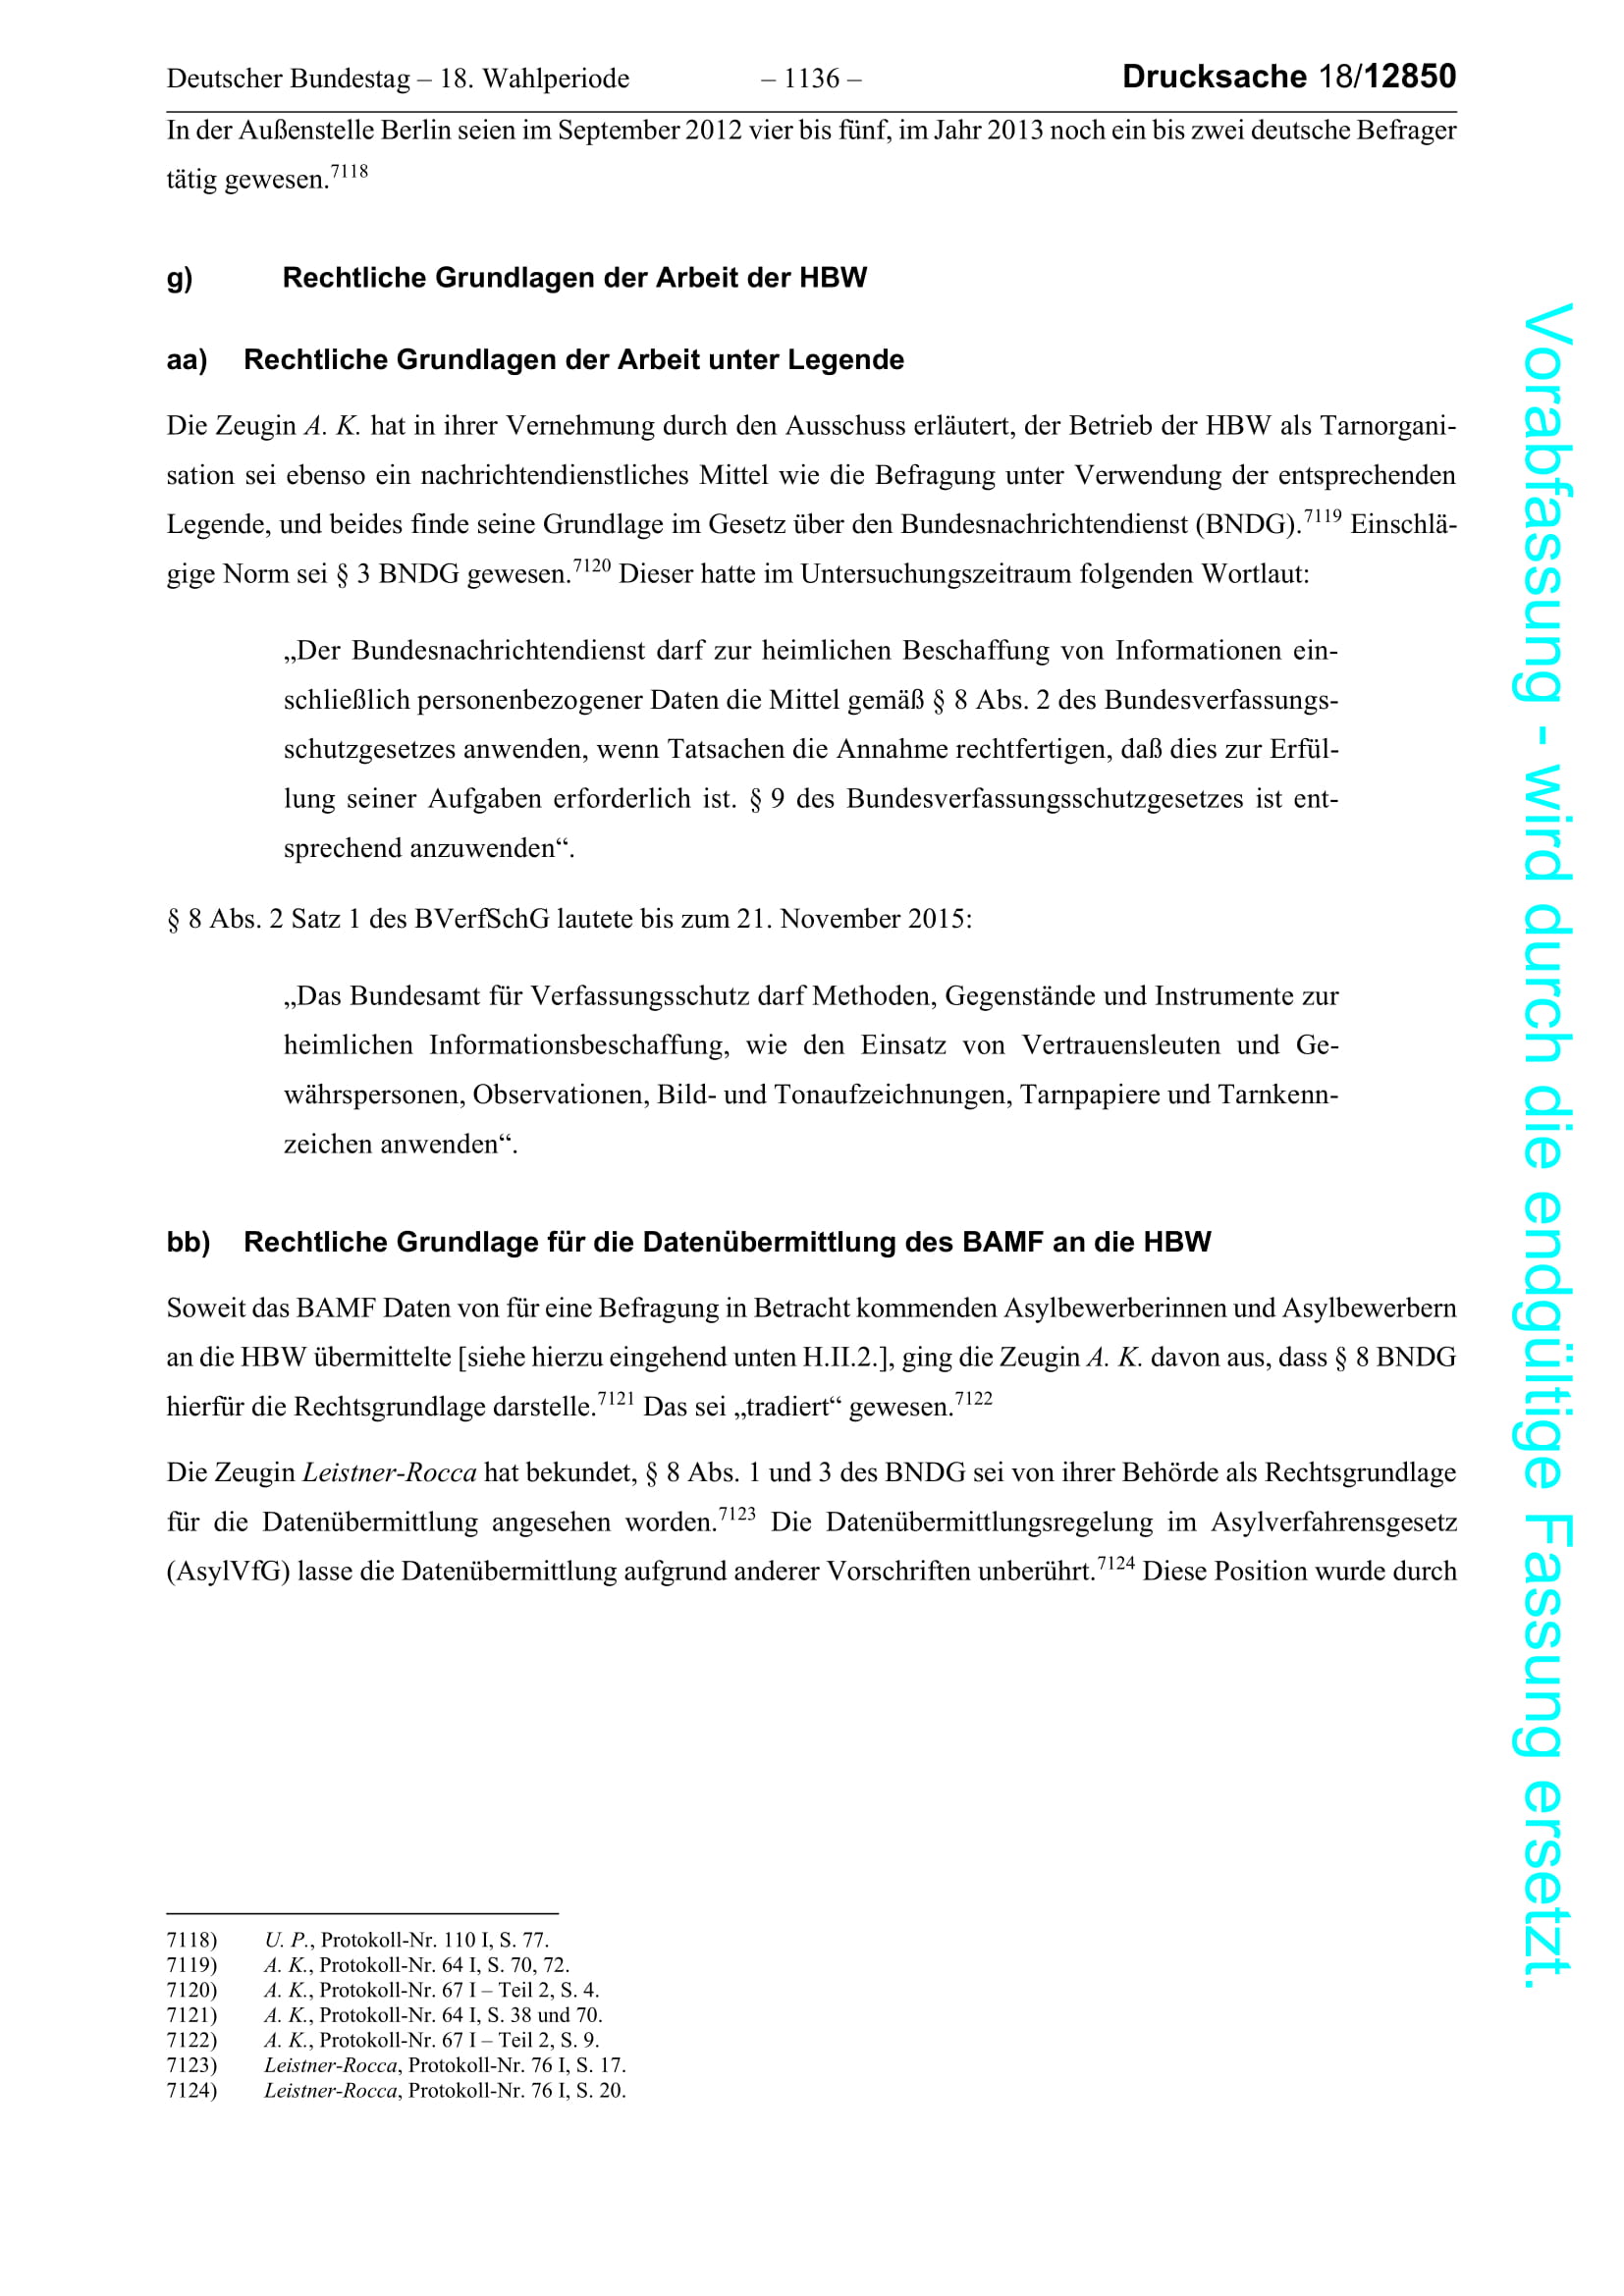 Deutscher Bundestag – 18. Wahlperiode – 1136 – Drucksache 18/12850
In der Außenstelle Berlin seien im September 2012 vier bis fünf, im Jahr 2013 noch ein bis zwei deutsche Befrager
tätig gewesen.7118
g) Rechtliche Grundlagen der Arbeit der HBW
aa) Rechtliche Grundlagen der Arbeit unter Legende
Die Zeugin A. K. hat in ihrer Vernehmung durch den Ausschuss erläutert, der Betrieb der HBW als Tarnorgani-
sation sei ebenso ein nachrichtendienstliches Mittel wie die Befragung unter Verwendung der entsprechenden
Legende, und beides finde seine Grundlage im Gesetz über den Bundesnachrichtendienst (BNDG).7119 Einschlä-
gige Norm sei § 3 BNDG gewesen.7120 Dieser hatte im Untersuchungszeitraum folgenden Wortlaut:
„Der Bundesnachrichtendienst darf zur heimlichen Beschaffung von Informationen ein-
schließlich personenbezogener Daten die Mittel gemäß § 8 Abs. 2 des Bundesverfassungs-
schutzgesetzes anwenden, wenn Tatsachen die Annahme rechtfertigen, daß dies zur Erfül-
lung seiner Aufgaben erforderlich ist. § 9 des Bundesverfassungsschutzgesetzes ist ent-
sprechend anzuwenden“.
§ 8 Abs. 2 Satz 1 des BVerfSchG lautete bis zum 21. November 2015:
„Das Bundesamt für Verfassungsschutz darf Methoden, Gegenstände und Instrumente zur
heimlichen Informationsbeschaffung, wie den Einsatz von Vertrauensleuten und Ge-
währspersonen, Observationen, Bild- und Tonaufzeichnungen, Tarnpapiere und Tarnkenn-
zeichen anwenden“.
bb) Rechtliche Grundlage für die Datenübermittlung des BAMF an die HBW
Soweit das BAMF Daten von für eine Befragung in Betracht kommenden Asylbewerberinnen und Asylbewerbern
an die HBW übermittelte [siehe hierzu eingehend unten H.II.2.], ging die Zeugin A. K. davon aus, dass § 8 BNDG
hierfür die Rechtsgrundlage darstelle.7121 Das sei „tradiert“ gewesen.7122
Die Zeugin Leistner-Rocca hat bekundet, § 8 Abs. 1 und 3 des BNDG sei von ihrer Behörde als Rechtsgrundlage
für die Datenübermittlung angesehen worden.7123 Die Datenübermittlungsregelung im Asylverfahrensgesetz
(AsylVfG) lasse die Datenübermittlung aufgrund anderer Vorschriften unberührt.7124 Diese Position wurde durch
7118) U. P., Protokoll-Nr. 110 I, S. 77.
7119) A. K., Protokoll-Nr. 64 I, S. 70, 72.
7120) A. K., Protokoll-Nr. 67 I – Teil 2, S. 4.
7121) A. K., Protokoll-Nr. 64 I, S. 38 und 70.
7122) A. K., Protokoll-Nr. 67 I – Teil 2, S. 9.
7123) Leistner-Rocca, Protokoll-Nr. 76 I, S. 17.
7124) Leistner-Rocca, Protokoll-Nr. 76 I, S. 20.
Vorabfassung - wird durch die endgültige Fassung ersetzt.